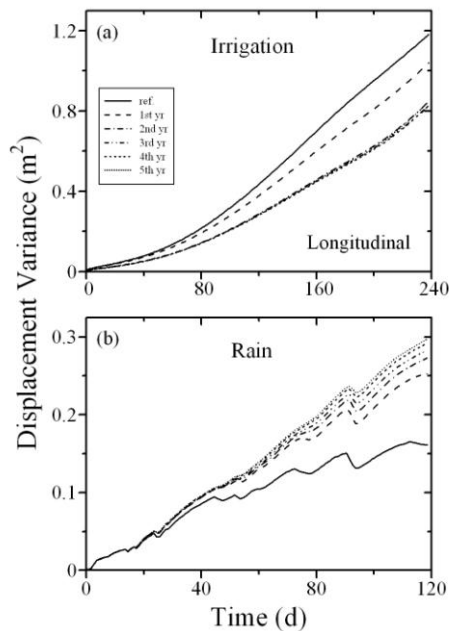 (a)
Irrigation
ref.
1st yr
2nd yr
3rd yr
4th yr
5th yr
Longitudinal
1.2
0.8
0.4
0
0
80
160
240
Displacement Variance (m²)
(b)
Rain
0.3
0.2
0.1
0
0
40
80
120
Time (d)